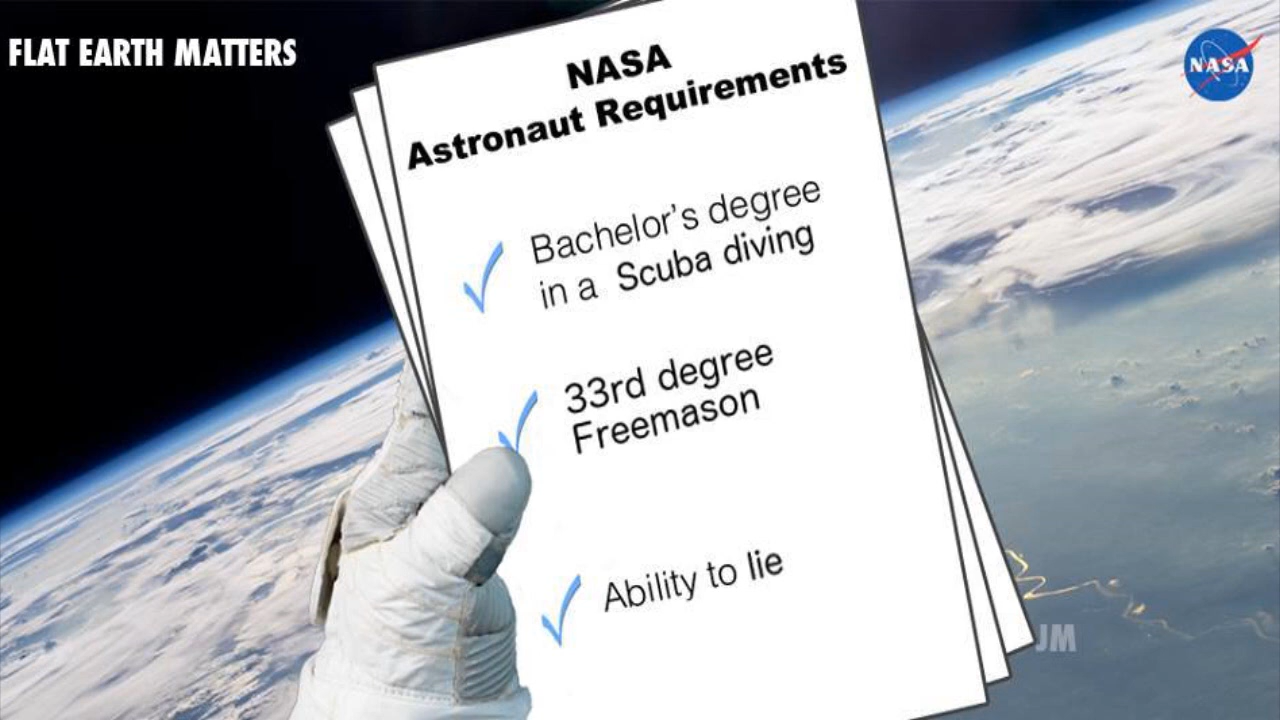 FLAT EARTH MATTERS
NASA
NASA
Astronaut Requirements
Bachelor's degree
in a Scuba diving
33rd degree
Freemason
Ability to lie
JM